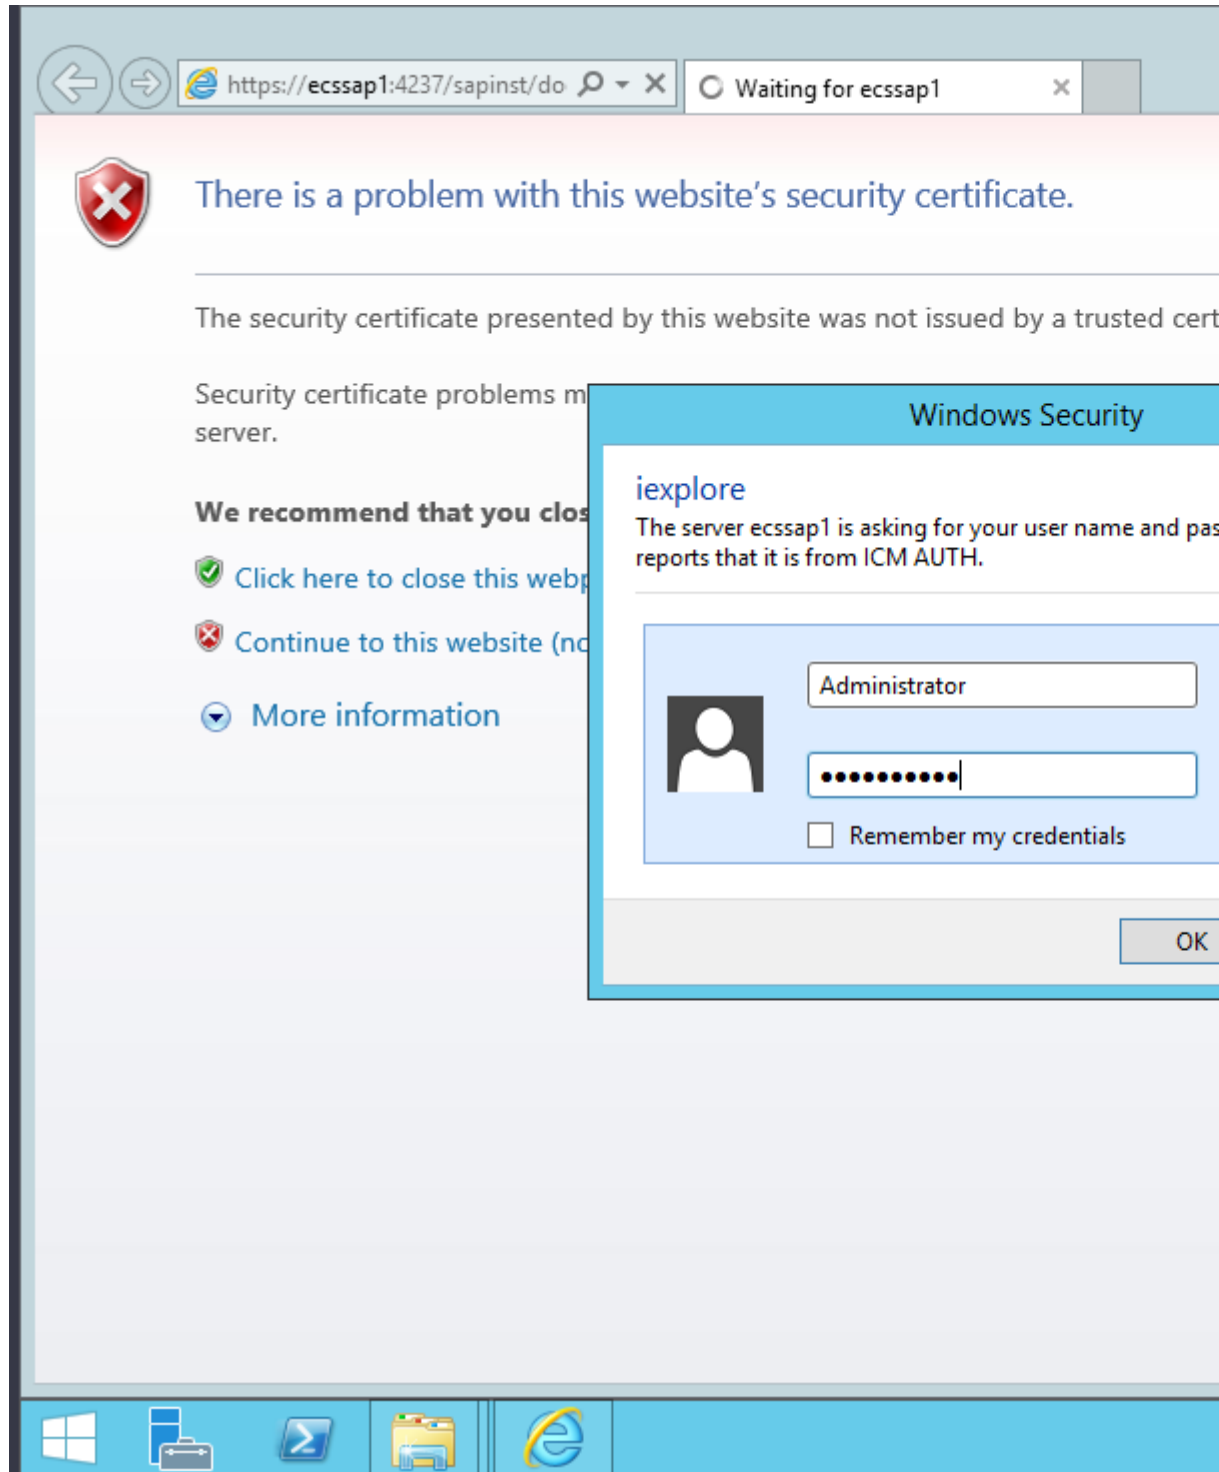 https://ecssap1:4237/sapinst/do
Waiting for ecssap1
There is a problem with this website's security certificate.
The security certificate presented by this website was not issued by a trusted cert
Security certificate problems m
server.
We recommend that you clos
Click here to close this webp
Continue to this website (no
More information
Windows Security
iexplore
The server ecssap1 is asking for your user name and pas
reports that it is from ICM AUTH.
Administrator
Remember my credentials
OK